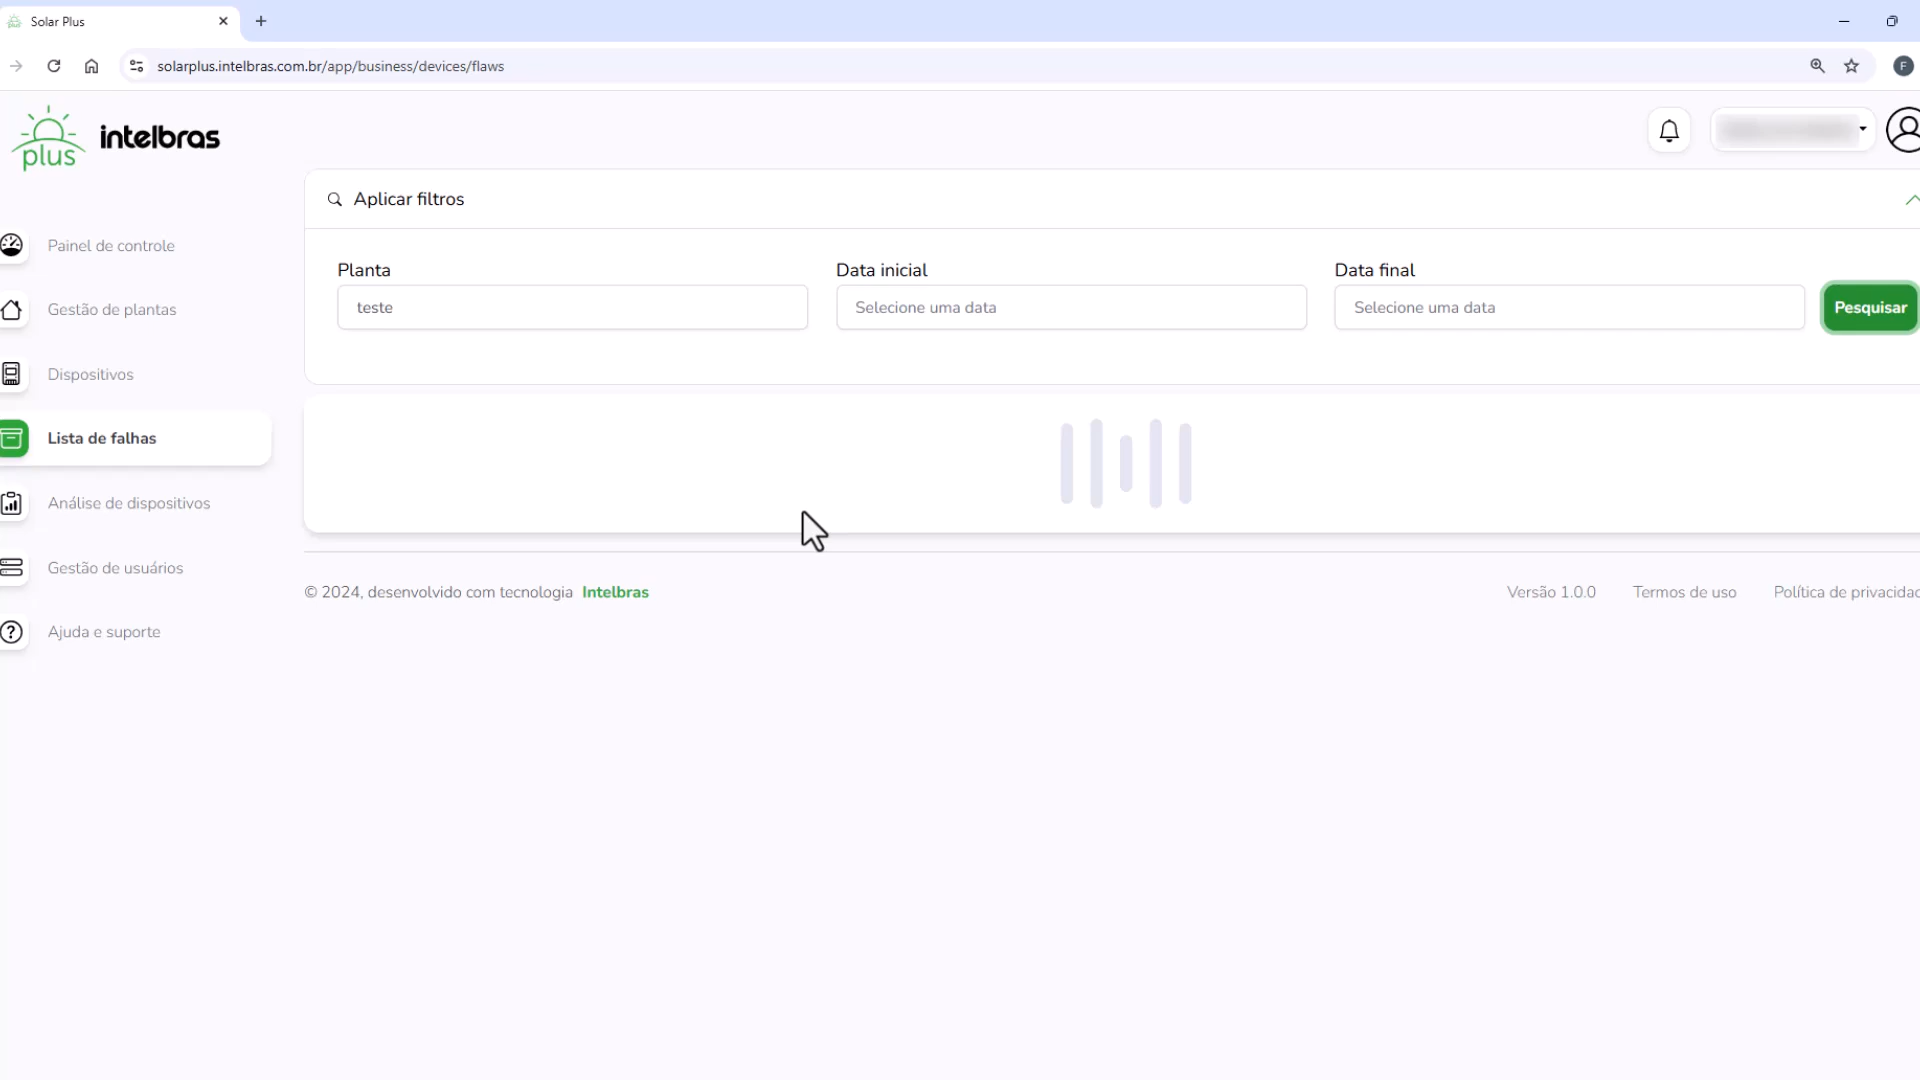 Solar Plus
solarplus.intelbras.com.br/app/business/devices/flaws
F
plus intelbras
Aplicar filtros
Painel de controle
Planta
Data inicial
Data final
teste
Selecione uma data
Selecione uma data
Pesquisar
Gestão de plantas
Dispositivos
Lista de falhas
Análise de dispositivos
Gestão de usuários
Ajuda e suporte
© 2024, desenvolvido com tecnologia Intelbras
Versão 1.0.0
Termos de uso
Política de privacidad